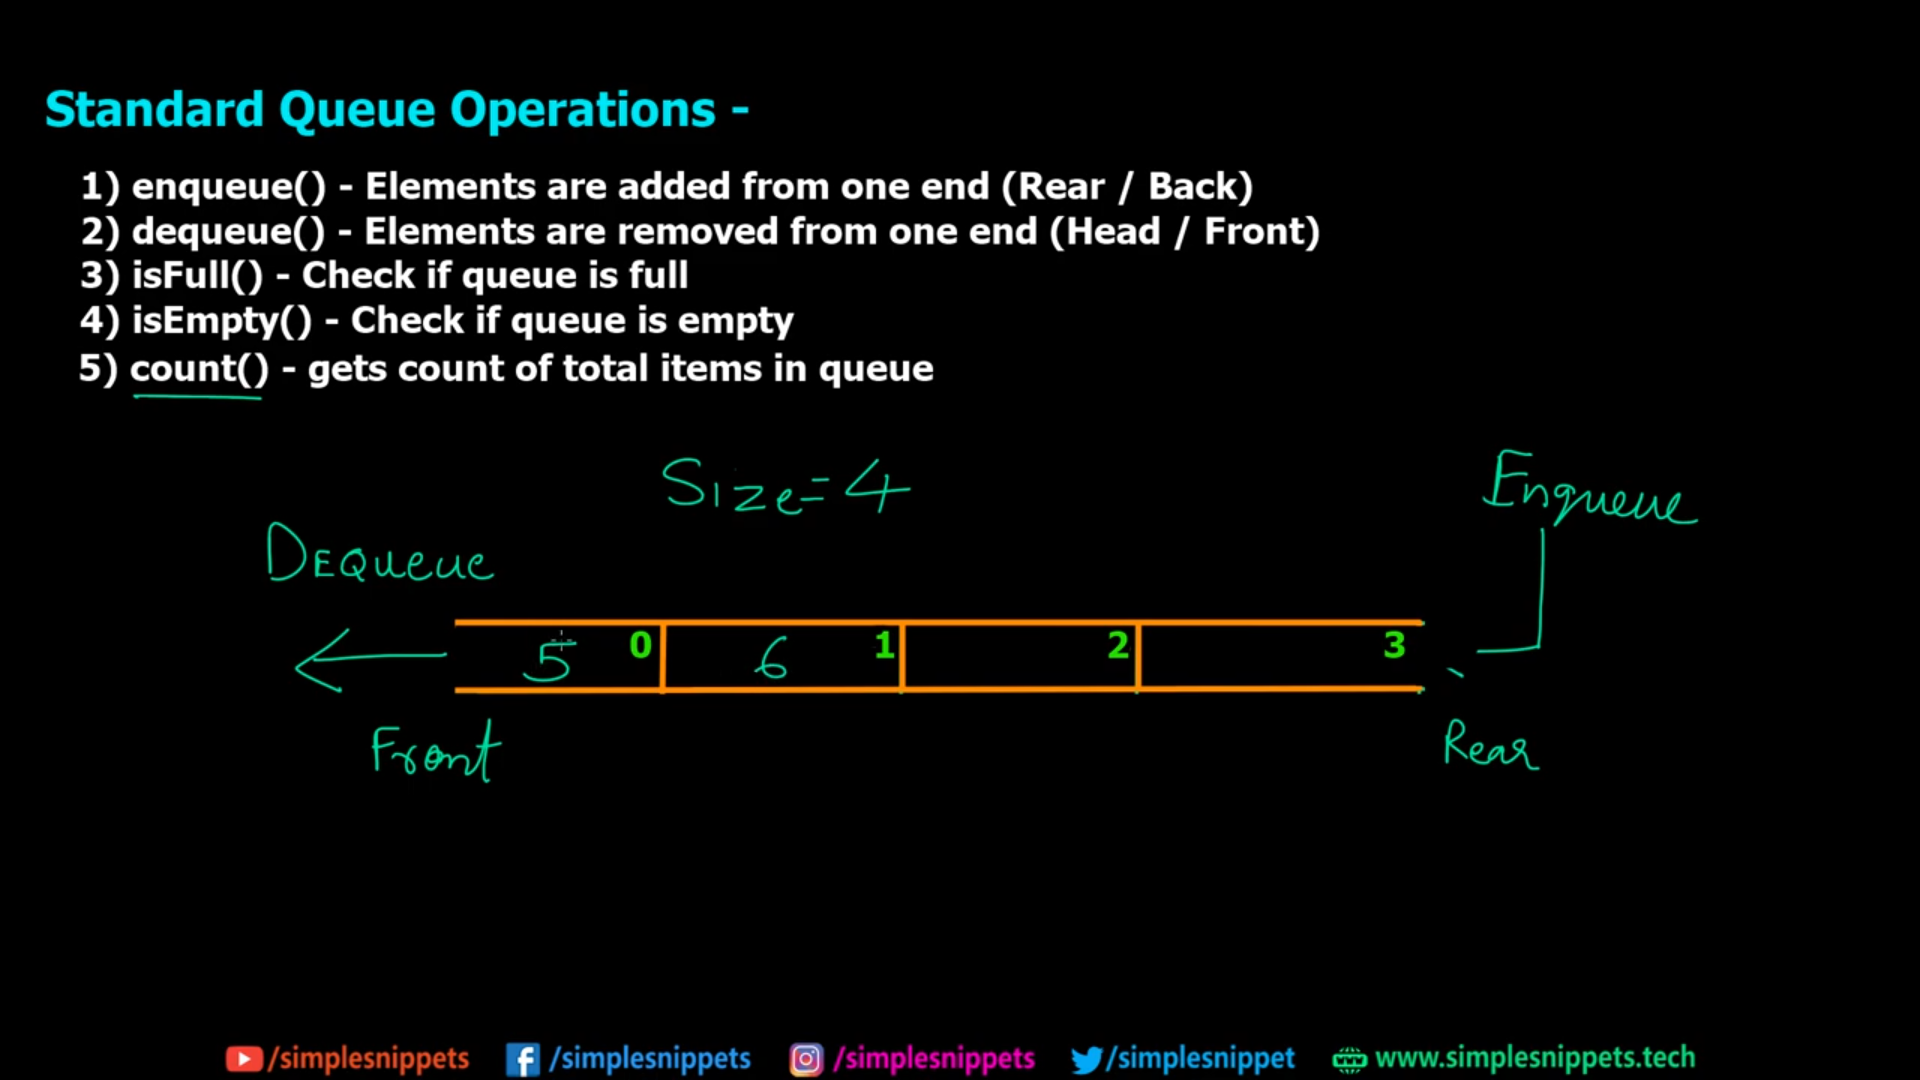 Standard Queue Operations -
1) enqueue() - Elements are added from one end (Rear / Back)
2) dequeue() - Elements are removed from one end (Head / Front)
3) isFull() - Check if queue is full
4) isEmpty() - Check if queue is empty
5) count() - gets count of total items in queue
Size=4
Enqueue
DEQueue
5 0 6 1 2 3
Front
Rear
/simplesnippets /simplesnippets /simplesnippets /simplesnippet www.simplesnippets.tech